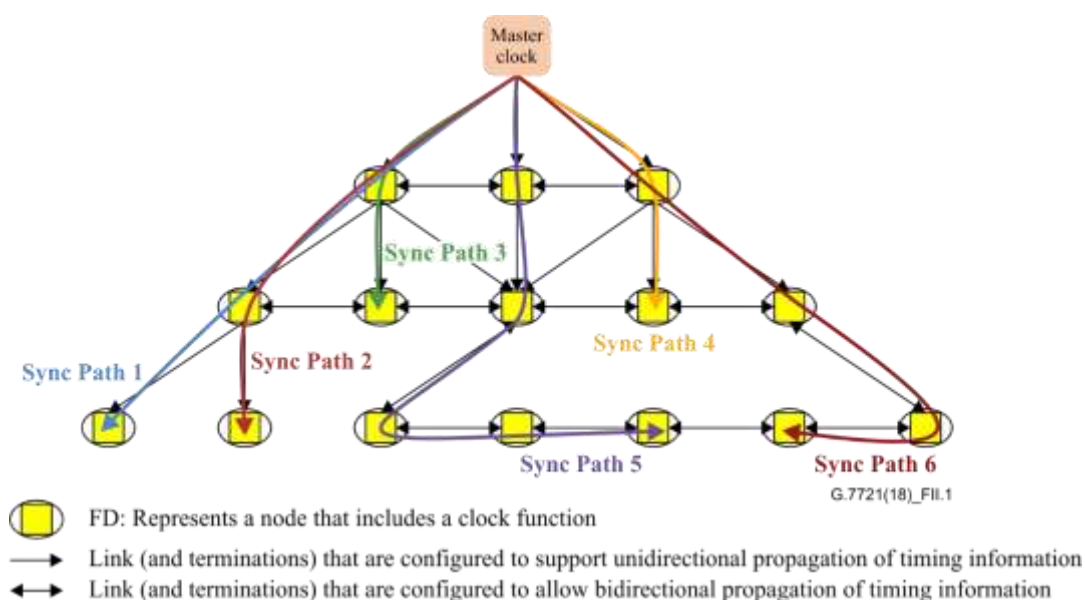 Master
clock
Sync Path 3
Sync Path 4
Sync Path 2
Sync Path 1
Sync Path 5
Sync Path 6
G.7721(18)_FII.1
FD: Represents a node that includes a clock function
Link (and terminations) that are configured to support unidirectional propagation of timing information
Link (and terminations) that are configured to allow bidirectional propagation of timing information